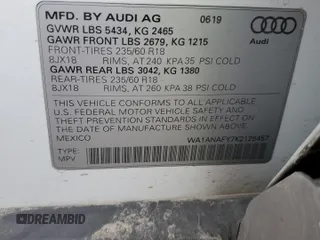 MFD. BY AUDI AG 0619
GVWR LBS 5434, KG 2465
GAWR FRONT LBS 2679, KG 1215
FRONT-TIRES 235/60 R18
8JX18 RIMS, AT 240 KPA 35 PSI COLD
GAWR REAR LBS 3042, KG 1380
REAR-TIRES 235/60 R18
8JX18 RIMS, AT 260 KPA 38 PSI COLD
Audi
THIS VEHICLE CONFORMS TO ALL APPLICABLE
U.S. FEDERAL MOTOR VEHICLE SAFETY BUMPER
AND THEFT PREVENTION STANDARDS IN EFFECT ON
THE DATE OF MANUFACTURE SHOWN ABOVE
MEXICO
TYPE:
MPV
DREAMBID